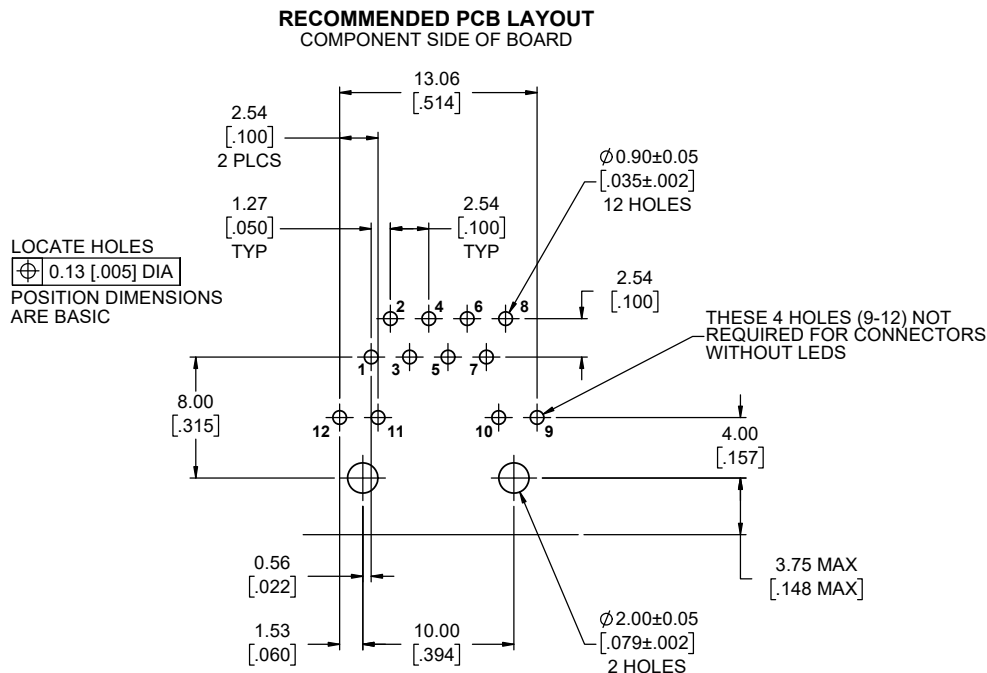 RECOMMENDED PCB LAYOUT
COMPONENT SIDE OF BOARD
13.06
[.514]
2.54
[.100]
2 PLCS
Ø0.90±0.05
[.035±.002]
12 HOLES
1.27
[.050]
TYP
2.54
[.100]
TYP
LOCATE HOLES
⌖ 0.13 [.005] DIA
POSITION DIMENSIONS
ARE BASIC
2.54
[.100]
THESE 4 HOLES (9-12) NOT
REQUIRED FOR CONNECTORS
WITHOUT LEDS
2 4 6 8
1 3 5 7
8.00
[.315]
12 11 10 9
4.00
[.157]
0.56
[.022]
3.75 MAX
[.148 MAX]
1.53
[.060]
10.00
[.394]
Ø2.00±0.05
[.079±.002]
2 HOLES